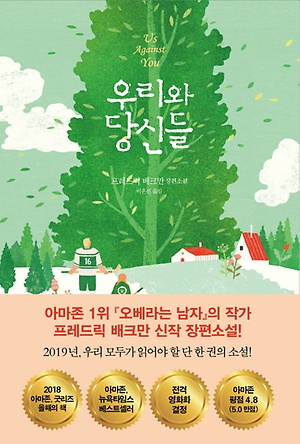 Us
Against
You
우리와
당신들
프레드릭 배크만 장편소설
이은선 옮김
16
아마존 1위 『오베라는 남자』의 작가
프레드릭 배크만 신작 장편소설!
2019년, 우리 모두가 읽어야 할 단 한 권의 소설!
2018
아마존, 굿리즈
올해의 책
아마존,
뉴욕타임스
베스트셀러
전격
영화화
결정
아마존
평점 4.8
(5.0 만점)